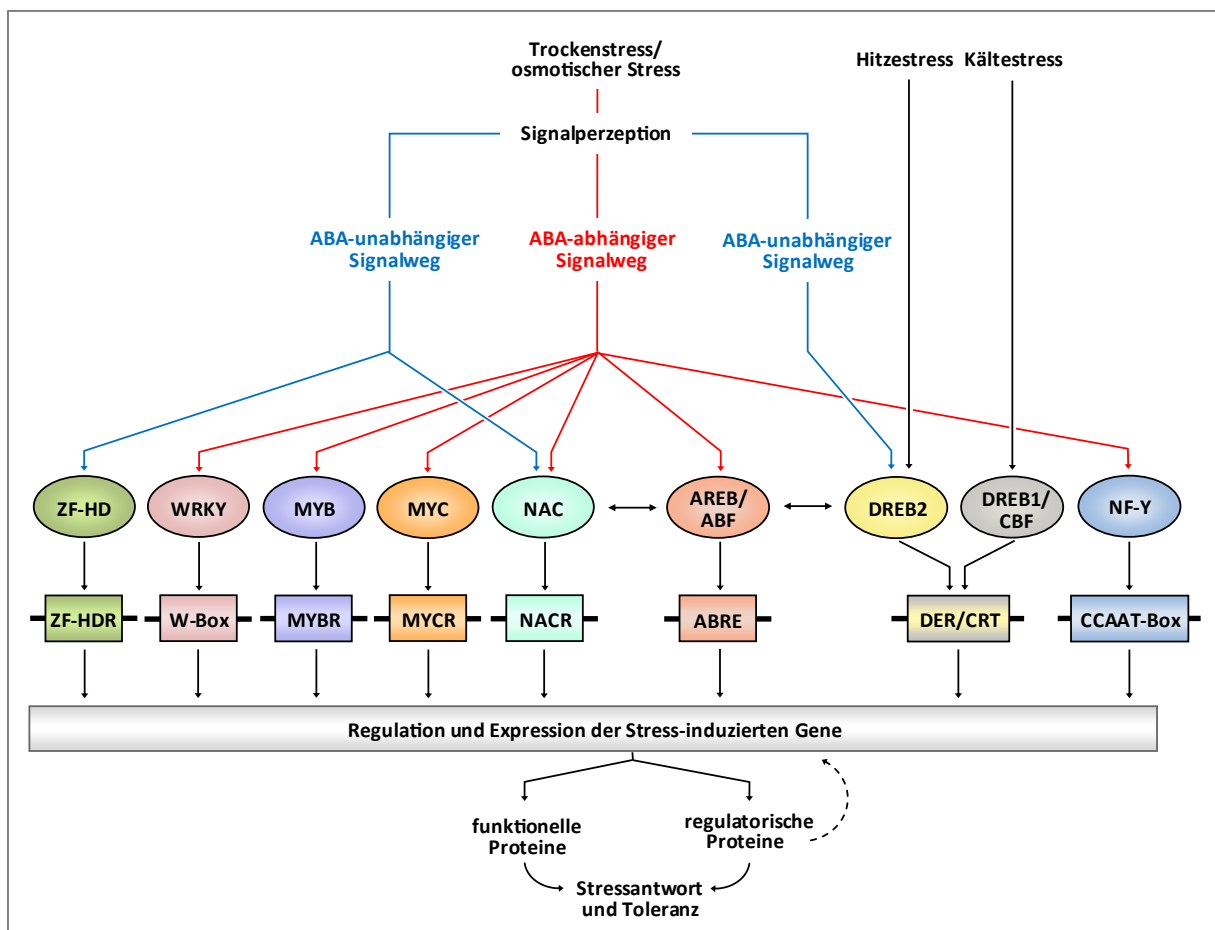 Trockenstress/
osmotischer Stress
Hitzestress Kältestress
Signalperzeption
ABA-unabhängiger
Signalweg
ABA-abhängiger
Signalweg
ABA-unabhängiger
Signalweg
ZF-HD
WRKY
MYB
MYC
NAC
AREB/
ABF
DREB2
DREB1/
CBF
NF-Y
ZF-HDR
W-Box
MYBR
MYCR
NACR
ABRE
DER/CRT
CCAAT-Box
Regulation und Expression der Stress-induzierten Gene
funktionelle
Proteine
regulatorische
Proteine
Stressantwort
und Toleranz